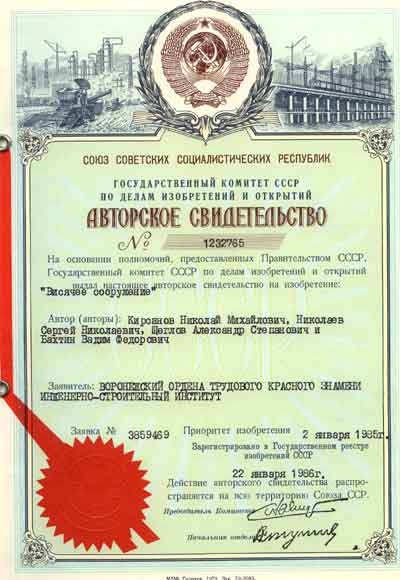 СОЮЗ СОВЕТСКИХ СОЦИАЛИСТИЧЕСКИХ РЕСПУБЛИК
ГОСУДАРСТВЕННЫЙ КОМИТЕТ СССР
ПО ДЕЛАМ ИЗОБРЕТЕНИЙ И ОТКРЫТИЙ
АВТОРСКОЕ СВИДЕТЕЛЬСТВО
№ 1232765
На основании полномочий, предоставленных Правительством СССР,
Государственный комитет СССР по делам изобретений и открытий
выдал настоящее авторское свидетельство на изобретение:
"Висячее сооружение"
Автор (авторы): Кирсанов Николай Михайлович, Николаев
Сергей Николаевич, Щеглов Александр Степанович и
Бахтин Вадим Федорович
Заявитель: ВОРОНЕЖСКИЙ ОРДЕНА ТРУДОВОГО КРАСНОГО ЗНАМЕНИ
ИНЖЕНЕРНО-СТРОИТЕЛЬНЫЙ ИНСТИТУТ
Заявка № 3859469 Приоритет изобретения 2 января 1985г.
Зарегистрировано в Государственном реестре
изобретений СССР
22 января 1986г.
Действие авторского свидетельства распро-
страняется на всю территорию Союза ССР.
Председатель Комитета
Начальник отдела